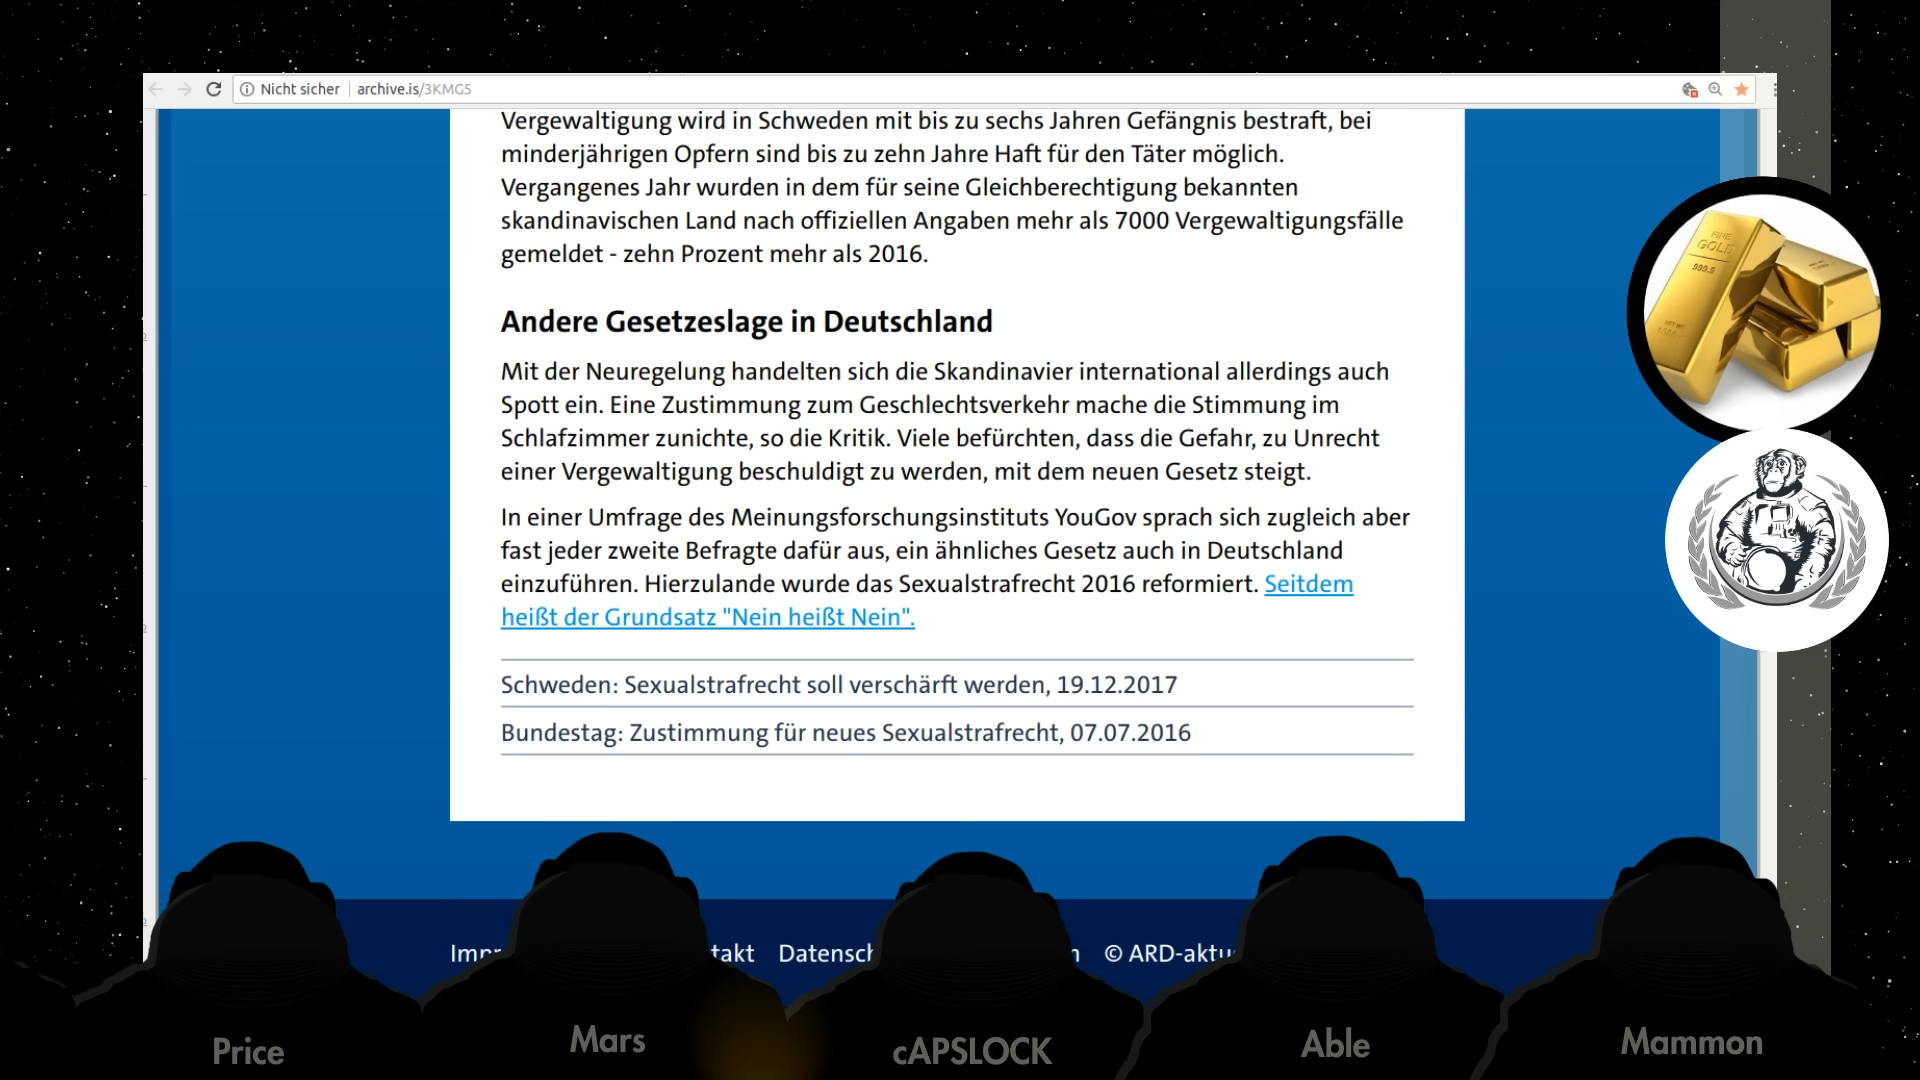 Nicht sicher archive.is/3KMG5
Vergewaltigung wird in Schweden mit bis zu sechs Jahren Gefängnis bestraft, bei
minderjährigen Opfern sind bis zu zehn Jahre Haft für den Täter möglich.
Vergangenes Jahr wurden in dem für seine Gleichberechtigung bekannten
skandinavischen Land nach offiziellen Angaben mehr als 7000 Vergewaltigungsfälle
gemeldet - zehn Prozent mehr als 2016.
Andere Gesetzeslage in Deutschland
Mit der Neuregelung handelten sich die Skandinavier international allerdings auch
Spott ein. Eine Zustimmung zum Geschlechtsverkehr mache die Stimmung im
Schlafzimmer zunichte, so die Kritik. Viele befürchten, dass die Gefahr, zu Unrecht
einer Vergewaltigung beschuldigt zu werden, mit dem neuen Gesetz steigt.
In einer Umfrage des Meinungsforschungsinstituts YouGov sprach sich zugleich aber
fast jeder zweite Befragte dafür aus, ein ähnliches Gesetz auch in Deutschland
einzuführen. Hierzulande wurde das Sexualstrafrecht 2016 reformiert. Seitdem
heißt der Grundsatz "Nein heißt Nein".
Schweden: Sexualstrafrecht soll verschärft werden, 19.12.2017
Bundestag: Zustimmung für neues Sexualstrafrecht, 07.07.2016
FINE
GOLD
999.9
© ARD-aktu
Price
Mars
cAPSLOCK
Able
Mammon